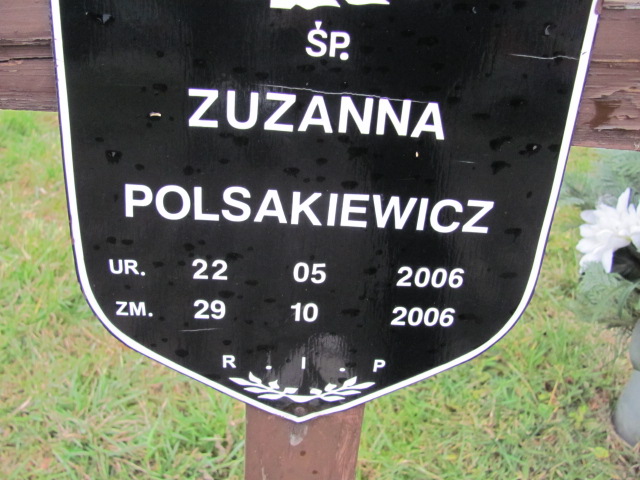 ŚP.
ZUZANNA
POLSAKIEWICZ
UR. 22 05 2006
ZM. 29 10 2006
R - I - P